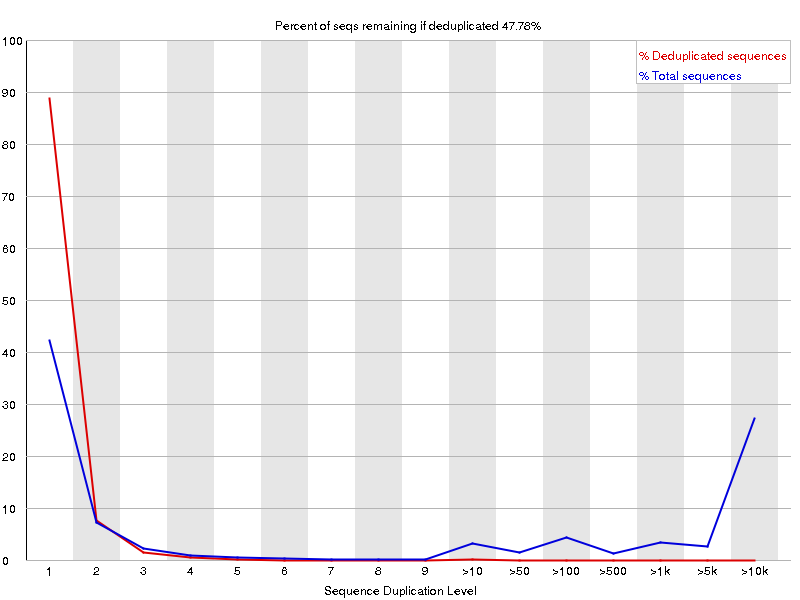 Percent of seqs remaining if deduplicated 47.78%
% Deduplicated sequences
% Total sequences
100
90
80
70
60
50
40
30
20
10
0
1 2 3 4 5 6 7 8 9 >10 >50 >100 >500 >1k >5k >10k
Sequence Duplication Level